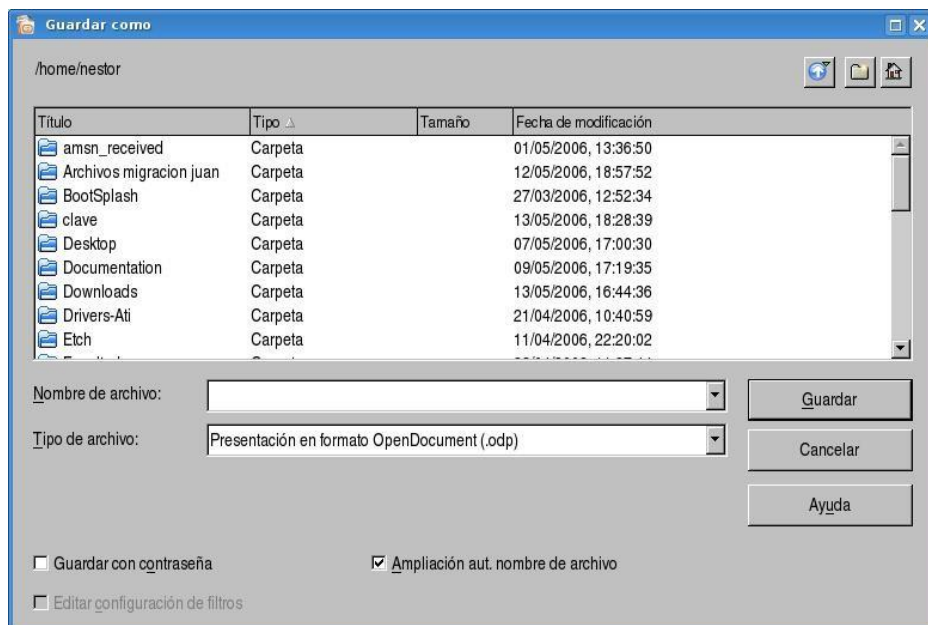 Guardar como
/home/nestor
Título Tipo Tamaño Fecha de modificación
amsn_received Carpeta 01/05/2006, 13:36:50
Archivos migracion juan Carpeta 12/05/2006, 18:57:52
BootSplash Carpeta 27/03/2006, 12:52:34
clave Carpeta 13/05/2006, 18:28:39
Desktop Carpeta 07/05/2006, 17:00:30
Documentation Carpeta 09/05/2006, 17:19:35
Downloads Carpeta 13/05/2006, 16:44:36
Drivers-Ati Carpeta 21/04/2006, 10:40:59
Etch Carpeta 11/04/2006, 22:20:02
Nombre de archivo:
Guardar
Tipo de archivo: Presentación en formato OpenDocument (.odp)
Cancelar
Ayuda
Guardar con contraseña Ampliación aut. nombre de archivo
Editar configuración de filtros